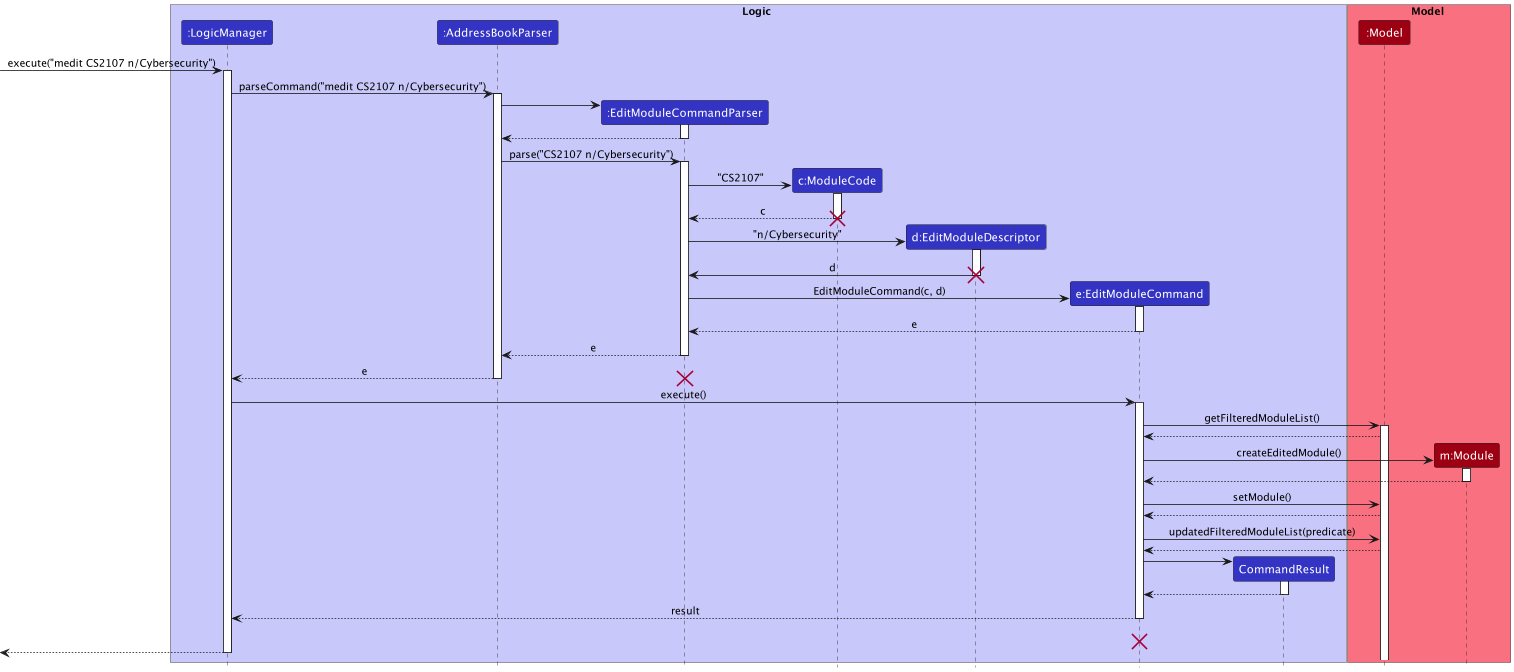 Logic
Model
:LogicManager
:AddressBookParser
:Model
execute("medit CS2107 n/Cybersecurity")
parseCommand("medit CS2107 n/Cybersecurity")
:EditModuleCommandParser
parse("CS2107 n/Cybersecurity")
"CS2107"
c:ModuleCode
c
"n/Cybersecurity"
d:EditModuleDescriptor
d
EditModuleCommand(c, d)
e:EditModuleCommand
e
e
e
execute()
getFilteredModuleList()
createEditedModule()
m:Module
setModule()
updatedFilteredModuleList(predicate)
CommandResult
result